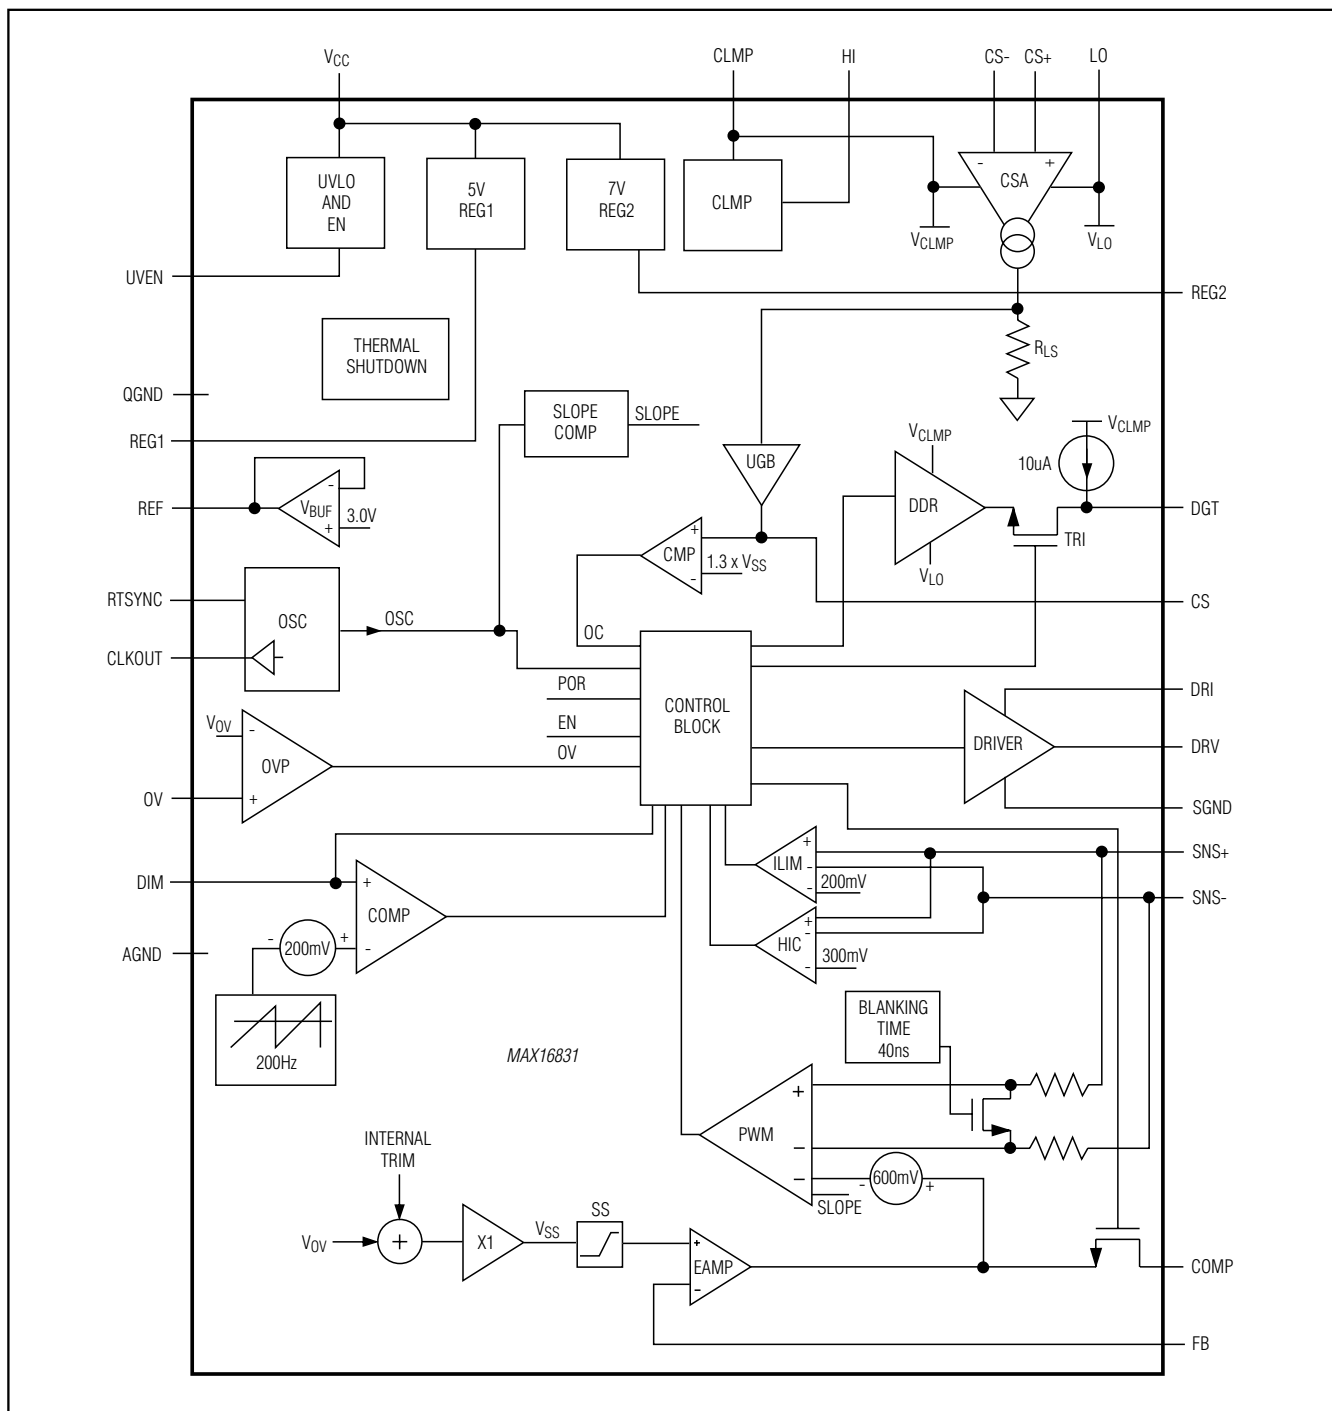 VCC
CLMP
HI
CS-
CS+
LO
UVLO
AND
EN
5V
REG1
7V
REG2
CLMP
-
+
CSA
VCLMP
VLO
UVEN
REG2
THERMAL
SHUTDOWN
RLS
QGND
REG1
SLOPE
COMP
SLOPE
VCLMP
VCLMP
10uA
UGB
DDR
REF
-
VBUF
+
3.0V
DGT
TRI
VLO
+
CMP
-
1.3 x VSS
RTSYNC
OSC
OSC
CLKOUT
CS
OC
POR
EN
OV
CONTROL
BLOCK
DRI
DRIVER
DRV
SGND
VOV
-
OVP
+
OV
+
ILIM
-
-
200mV
SNS+
SNS-
DIM
+
COMP
-
-
200mV
+
AGND
+
-
HIC
-
300mV
200Hz
BLANKING
TIME
40ns
MAX16831
+
PWM
−
−
-
600mV
+
SLOPE
INTERNAL
TRIM
VOV
+
X1
VSS
SS
+
EAMP
-
COMP
FB